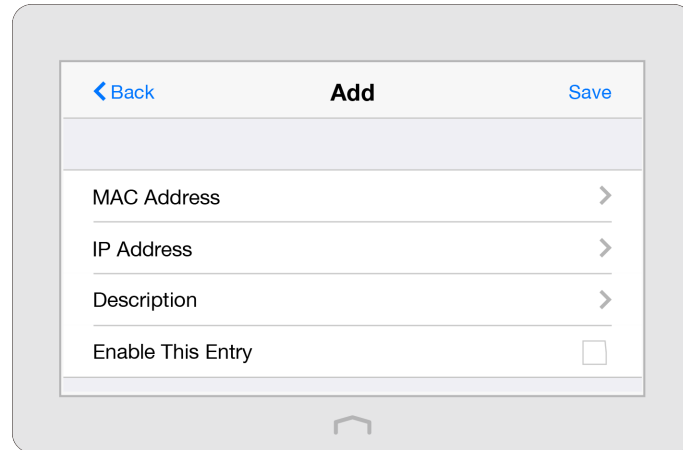 Back Add Save
MAC Address
IP Address
Description
Enable This Entry